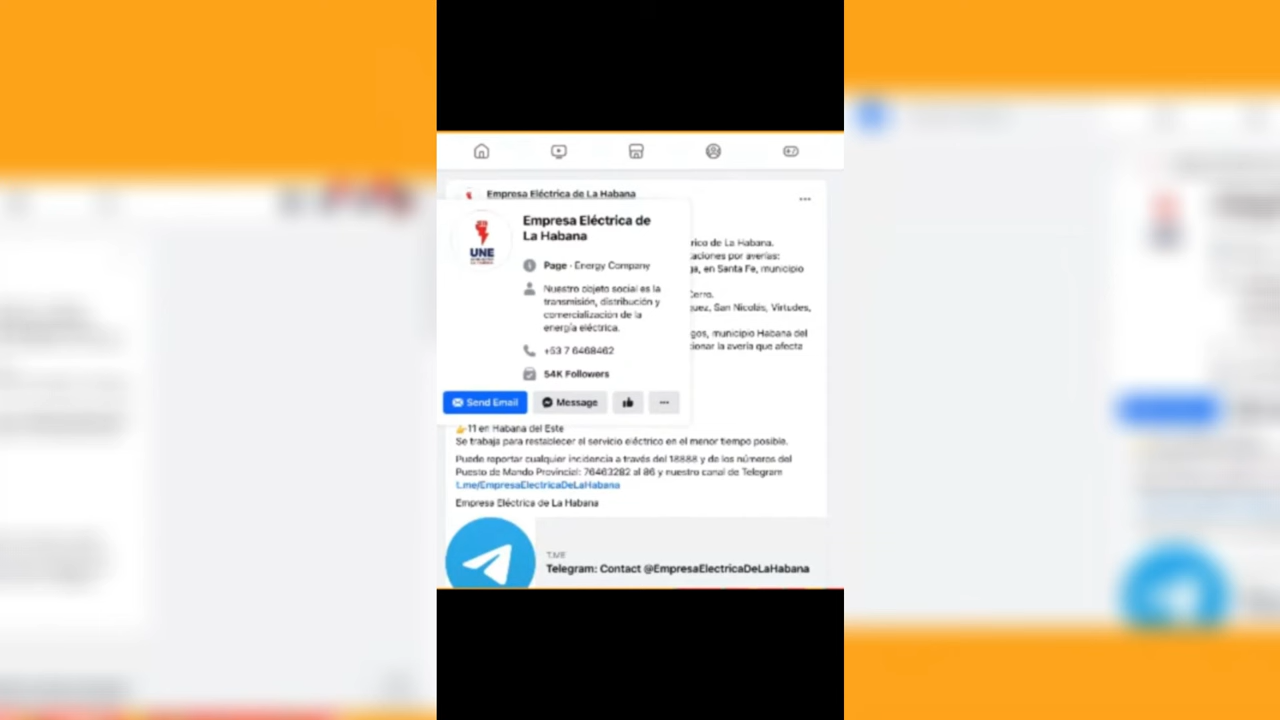 Empresa Eléctrica de La Habana
Empresa Eléctrica de
La Habana
UNE
Page · Energy Company
Nuestro objeto social es la
transmisión, distribución y
comercialización de la
energía eléctrica.
+53 7 6468462
54K Followers
Send Email
Message
rico de La Habana.
aciones por averías:
ga, en Santa Fe, municipio
Cerro.
uez, San Nicolás, Virtudes,
gos, municipio Habana del
ionar la avería que afecta
👉11 en Habana del Este
Se trabaja para restablecer el servicio eléctrico en el menor tiempo posible.
Puede reportar cualquier incidencia a través del 18888 y de los números del
Puesto de Mando Provincial: 76463282 al 86 y nuestro canal de Telegram
t.me/EmpresaElectricaDeLaHabana
Empresa Eléctrica de La Habana
T.ME
Telegram: Contact @EmpresaElectricaDeLaHabana